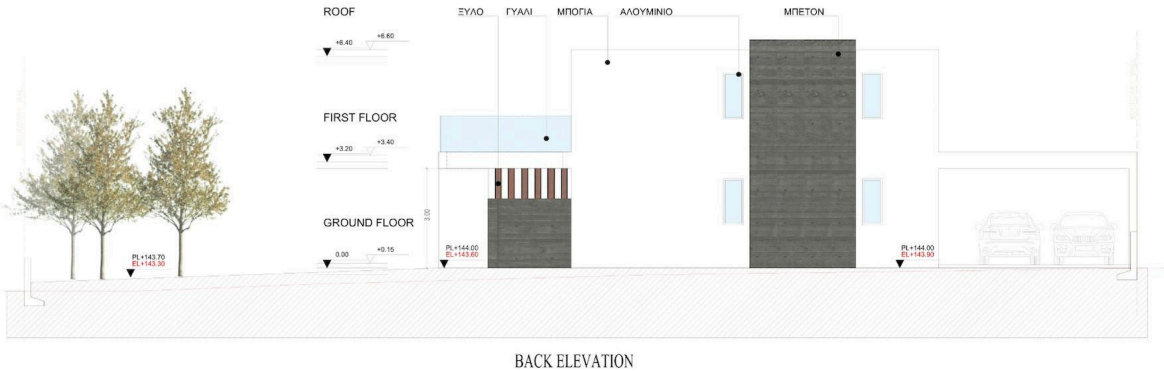 ROOF
+6.40
+6.60
ΞΥΛΟ ΓΥΑΛΙ ΜΠΟΓΙΑ ΑΛΟΥΜΙΝΙΟ ΜΠΕΤΟΝ
FIRST FLOOR
+3.20
+3.40
GROUND FLOOR
0.00
+0.15
3.00
PL+143.70
EL+143.30
PL+144.00
EL+143.60
PL+144.00
EL+143.90
BACK ELEVATION